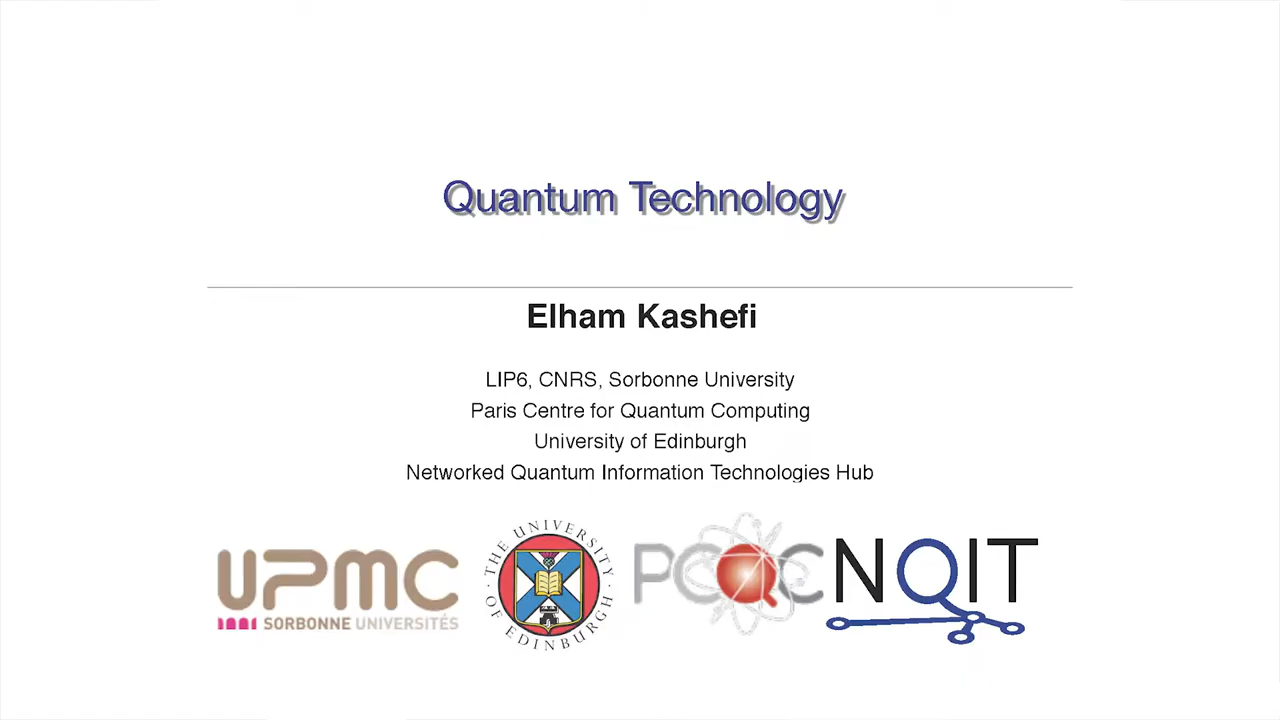 Quantum Technology
Elham Kashefi
LIP6, CNRS, Sorbonne University
Paris Centre for Quantum Computing
University of Edinburgh
Networked Quantum Information Technologies Hub
UPMC
SORBONNE UNIVERSITÉS
· THE UNIVERSITY ·
OF EDINBURGH
PCQC
NQIT